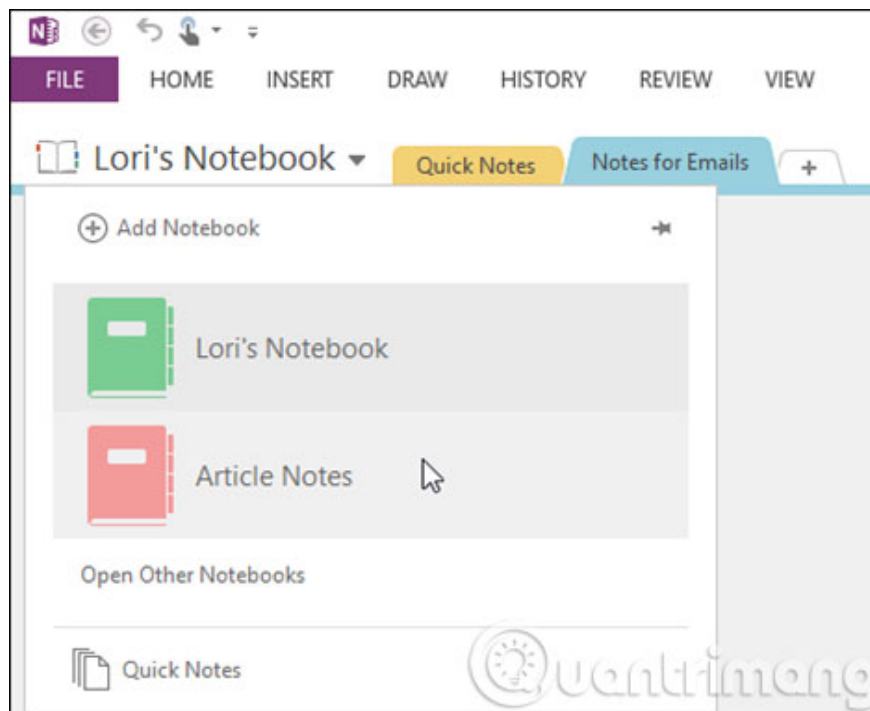 FILE HOME INSERT DRAW HISTORY REVIEW VIEW
Lori's Notebook Quick Notes Notes for Emails +
Add Notebook
Lori's Notebook
Article Notes
Open Other Notebooks
Quick Notes
Quantrimang